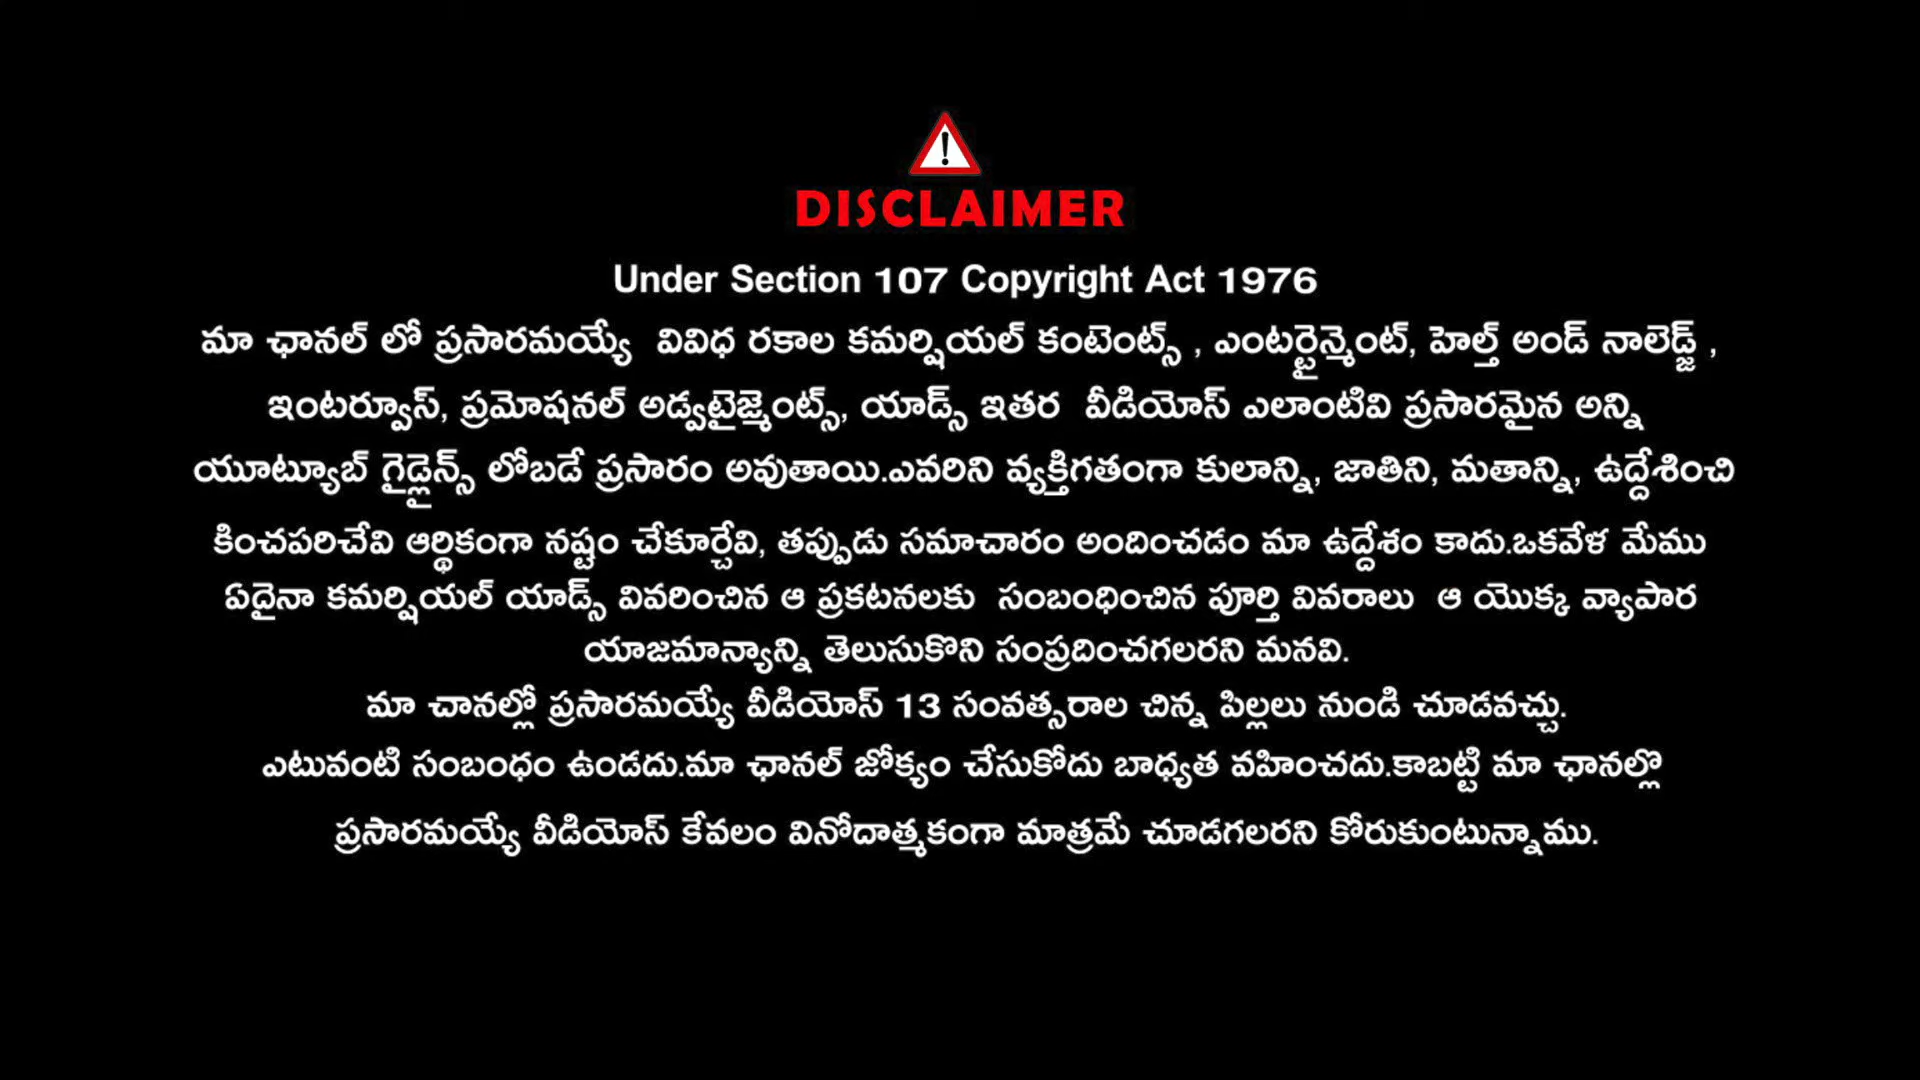 DISCLAIMER
Under Section 107 Copyright Act 1976
మా ఛానల్ లో ప్రసారమయ్యే వివిధ రకాల కమర్షియల్ కంటెంట్స్ , ఎంటర్టైన్మెంట్, హెల్త్ అండ్ నాలెడ్జ్ ,
ఇంటర్వ్యూస్, ప్రమోషనల్ అడ్వటైజ్మెంట్స్, యాడ్స్ ఇతర వీడియోస్ ఎలాంటివి ప్రసారమైన అన్ని
యూట్యూబ్ గైడ్లైన్స్ లోబడే ప్రసారం అవుతాయి.ఎవరిని వ్యక్తిగతంగా కులాన్ని, జాతిని, మతాన్ని, ఉద్దేశించి
కించపరిచేవి ఆర్థికంగా నష్టం చేకూర్చేవి, తప్పుడు సమాచారం అందించడం మా ఉద్దేశం కాదు.ఒకవేళ మేము
ఏదైనా కమర్షియల్ యాడ్స్ వివరించిన ఆ ప్రకటనలకు సంబంధించిన పూర్తి వివరాలు ఆ యొక్క వ్యాపార
యాజమాన్యాన్ని తెలుసుకొని సంప్రదించగలరని మనవి.
మా చానల్లో ప్రసారమయ్యే వీడియోస్ 13 సంవత్సరాల చిన్న పిల్లలు నుండి చూడవచ్చు.
ఎటువంటి సంబంధం ఉండదు.మా ఛానల్ జోక్యం చేసుకోదు బాధ్యత వహించదు.కాబట్టి మా ఛానల్లొ
ప్రసారమయ్యే వీడియోస్ కేవలం వినోదాత్మకంగా మాత్రమే చూడగలరని కోరుకుంటున్నాము.